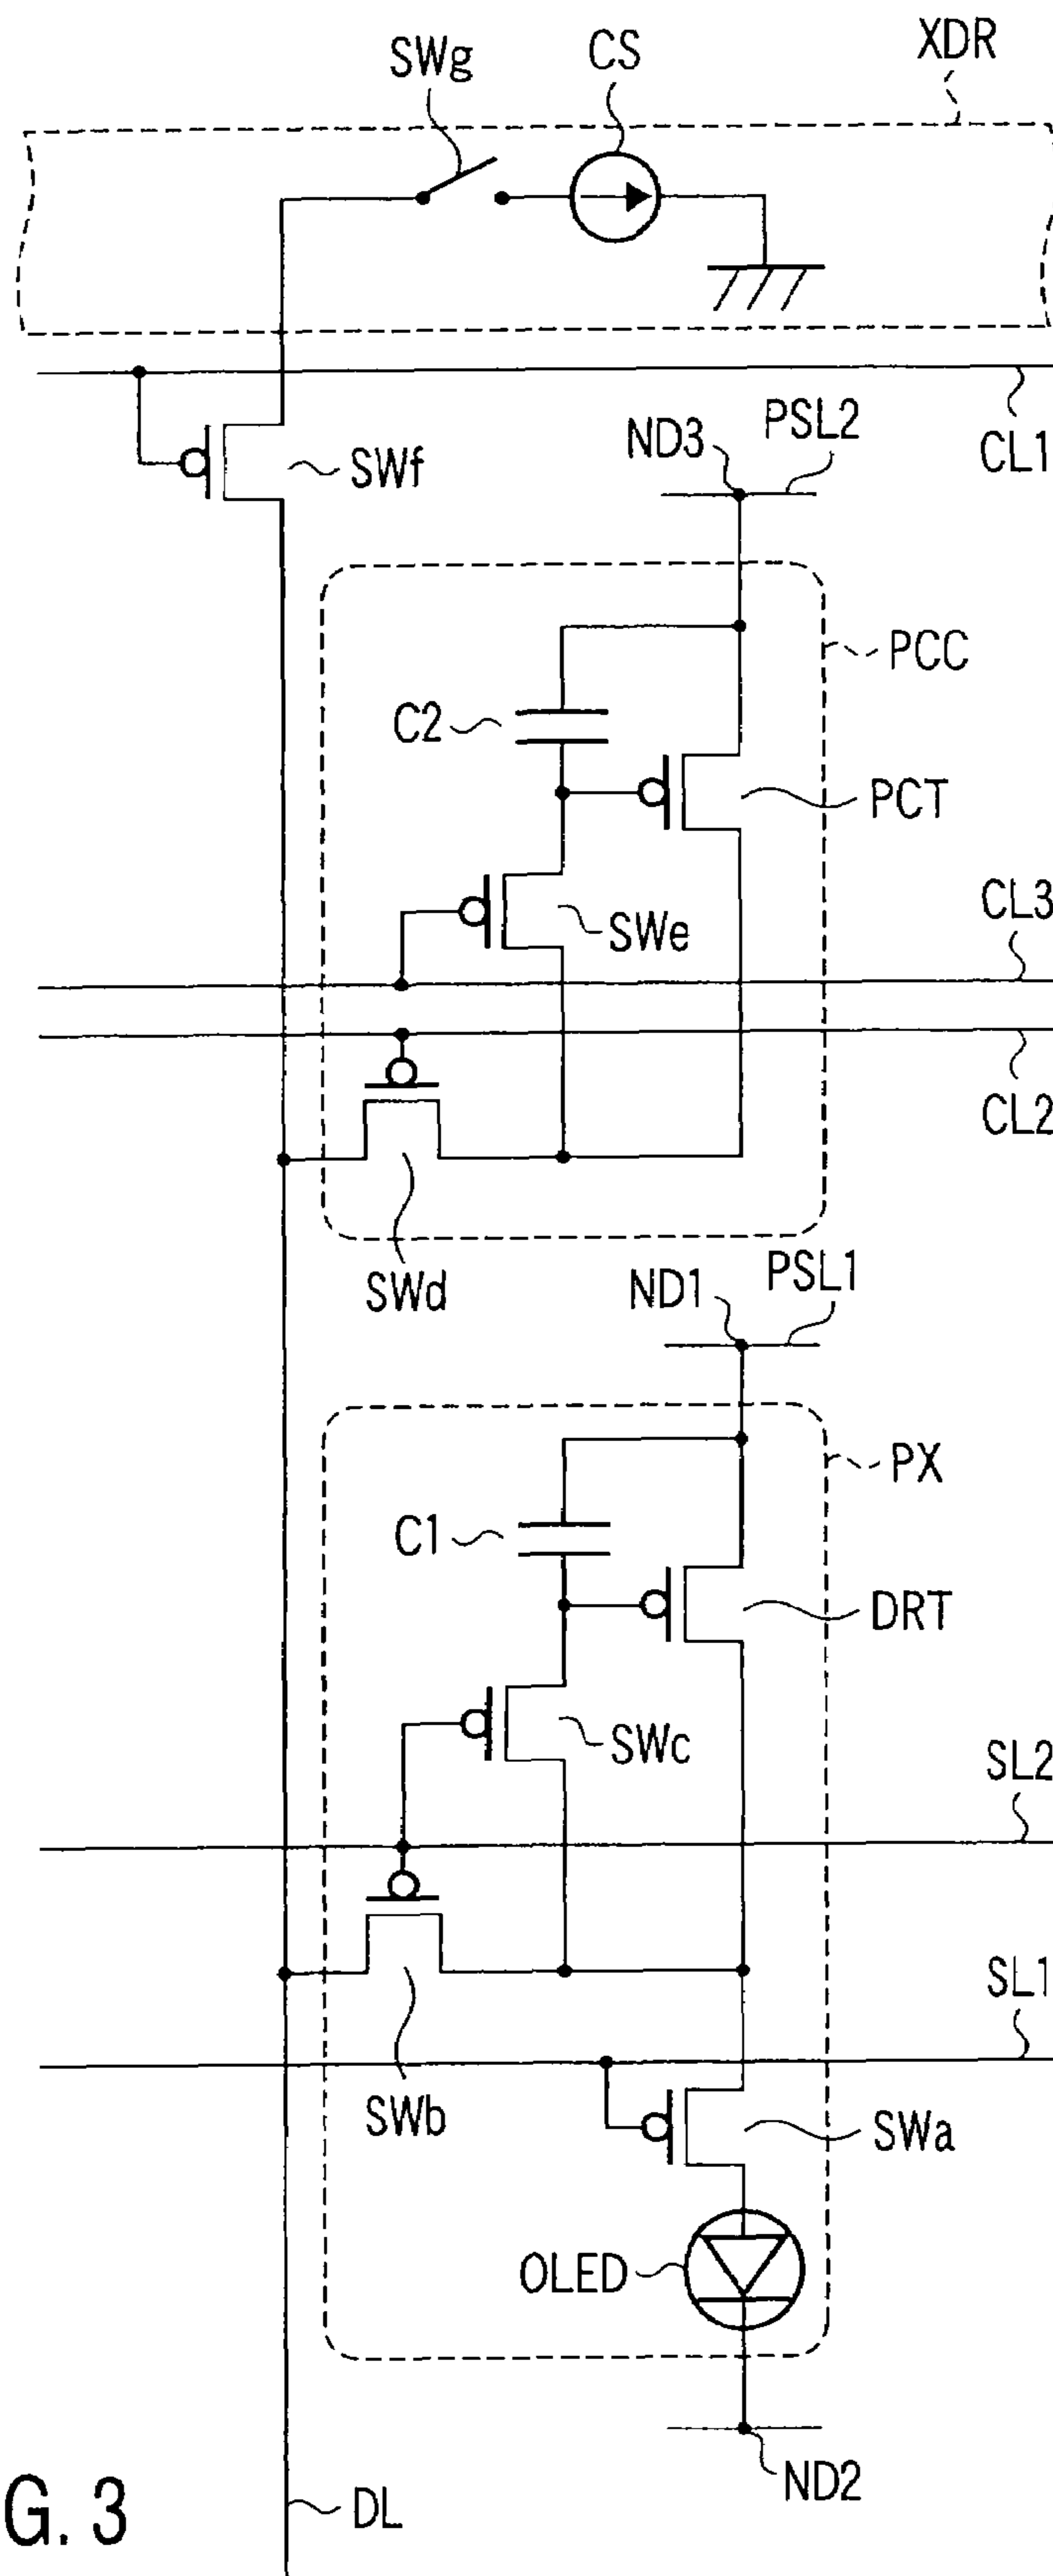 XDR
SWg
CS
CL1
PSL2
ND3
SWf
PCC
C2
PCT
CL3
SWe
CL2
SWd
PSL1
ND1
PX
C1
DRT
SWc
SL2
SL1
SWb
SWa
OLED
ND2
DL
G. 3